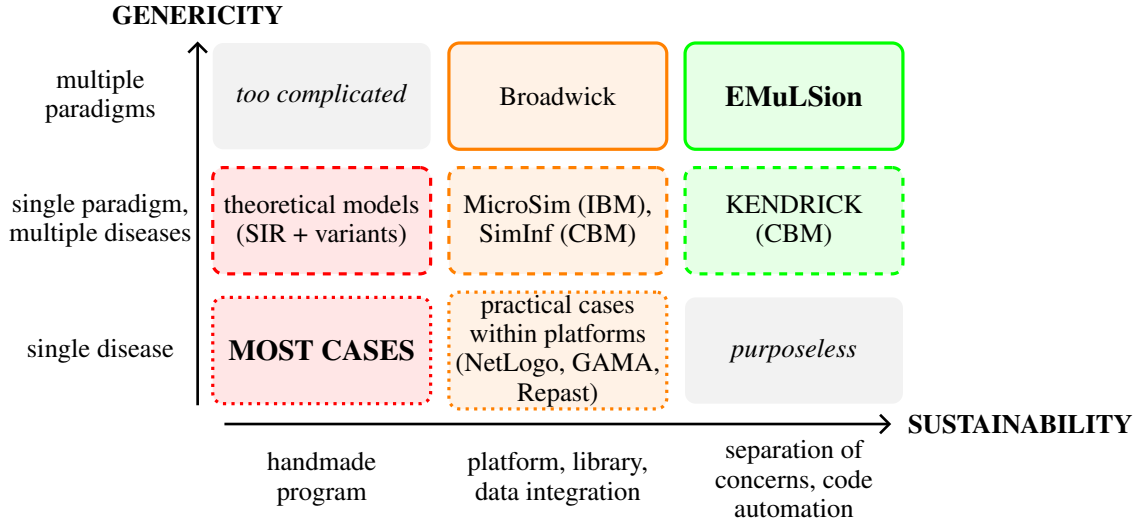 GENERICITY
multiple
paradigms
too complicated
Broadwick
EMuLSion
single paradigm,
multiple diseases
theoretical models
(SIR + variants)
MicroSim (IBM),
SimInf (CBM)
KENDRICK
(CBM)
single disease
MOST CASES
practical cases
within platforms
(NetLogo, GAMA,
Repast)
purposeless
SUSTAINABILITY
handmade
program
platform, library,
data integration
separation of
concerns, code
automation